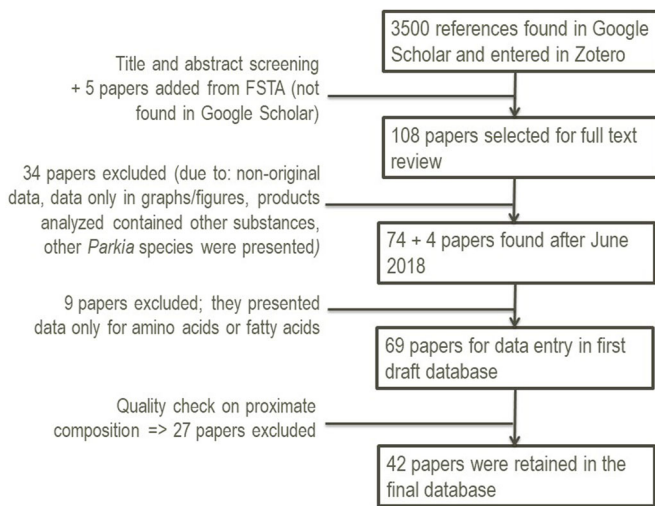 3500 references found in Google
Scholar and entered in Zotero
Title and abstract screening
+ 5 papers added from FSTA (not
found in Google Scholar)
108 papers selected for full text
review
34 papers excluded (due to: non-original
data, data only in graphs/figures, products
analyzed contained other substances,
other Parkia species were presented)
74 + 4 papers found after June
2018
9 papers excluded; they presented
data only for amino acids or fatty acids
69 papers for data entry in first
draft database
Quality check on proximate
composition => 27 papers excluded
42 papers were retained in the
final database